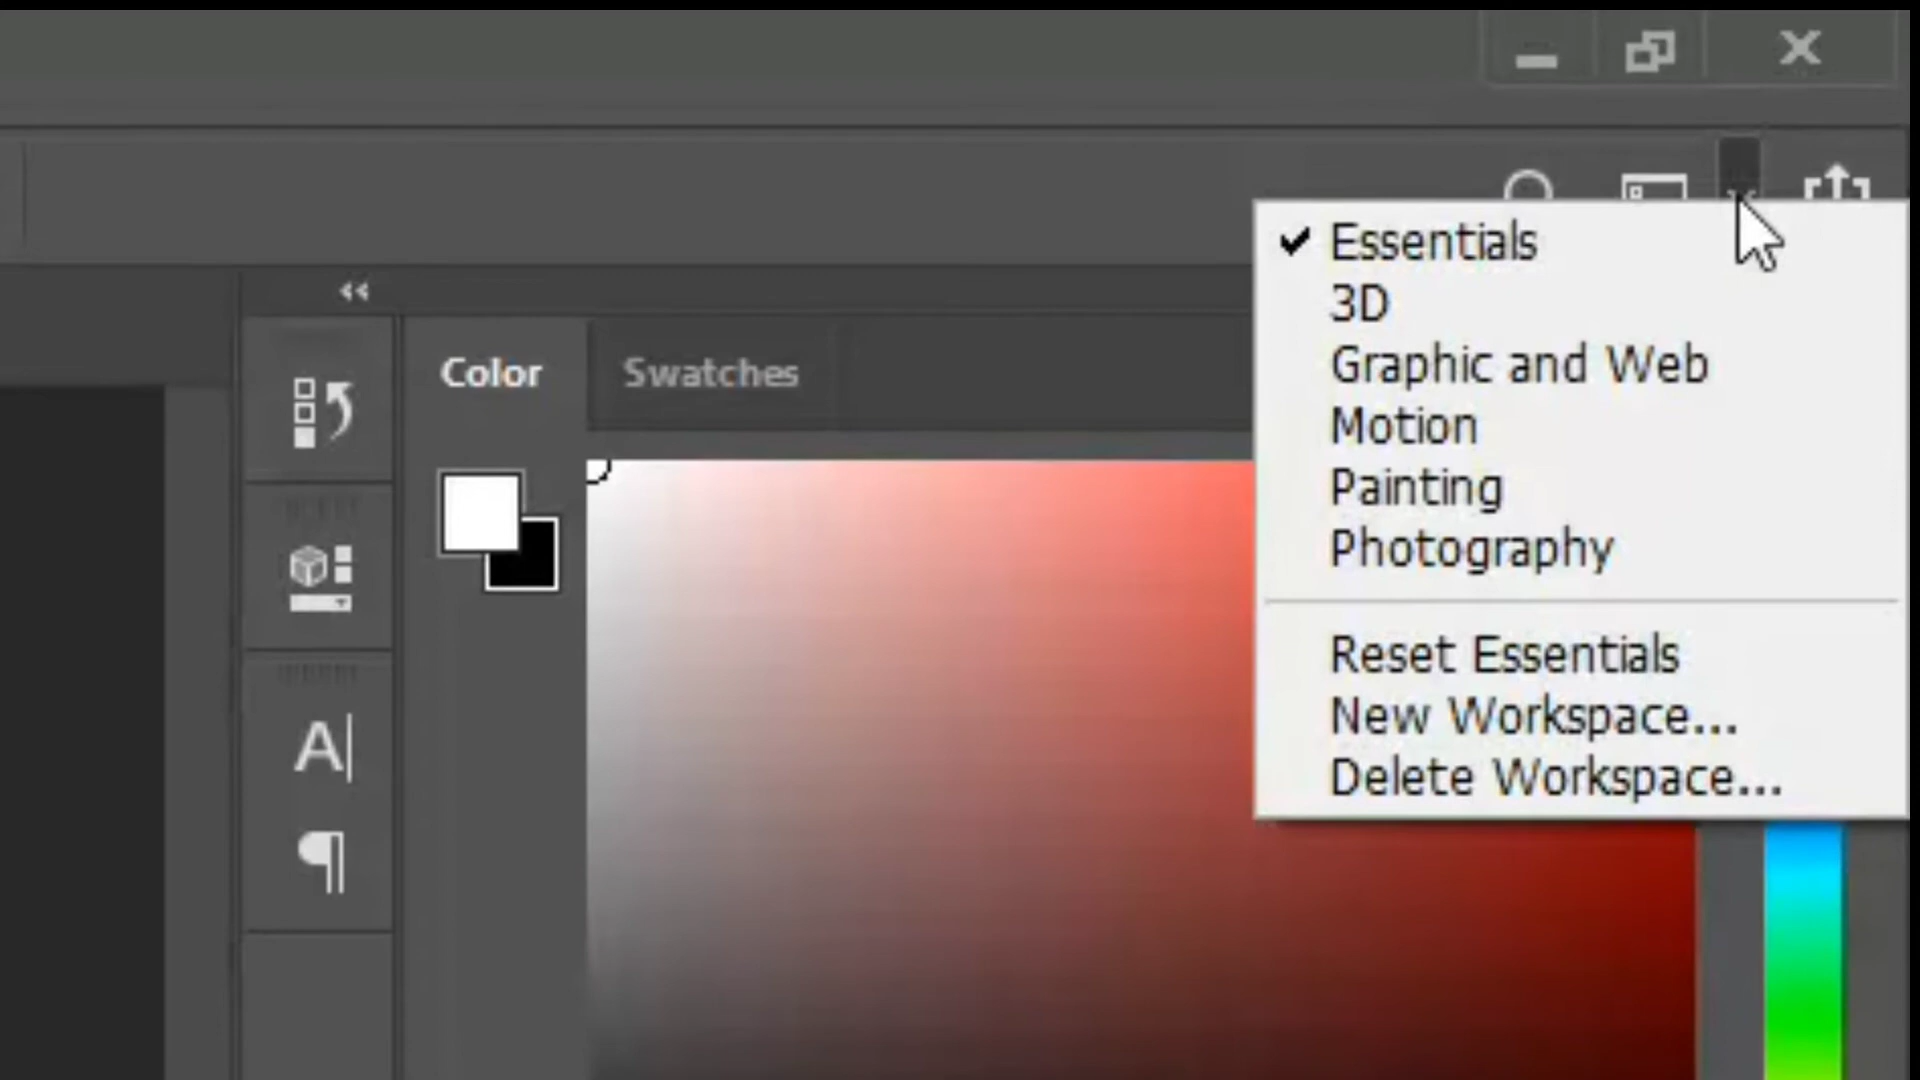 Essentials
3D
Color
Swatches
Graphic and Web
Motion
Painting
Photography
Reset Essentials
New Workspace...
Delete Workspace...
A